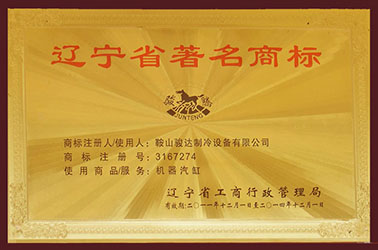 辽宁省著名商标
JUNTENG
商标注册人/使用人：鞍山骏达制冷设备有限公司
商标注册号：3167274
使用商品/服务：机器汽缸
辽宁省工商行政管理局
有效期:二〇一一年十二月一日至二〇一四年十二月一日